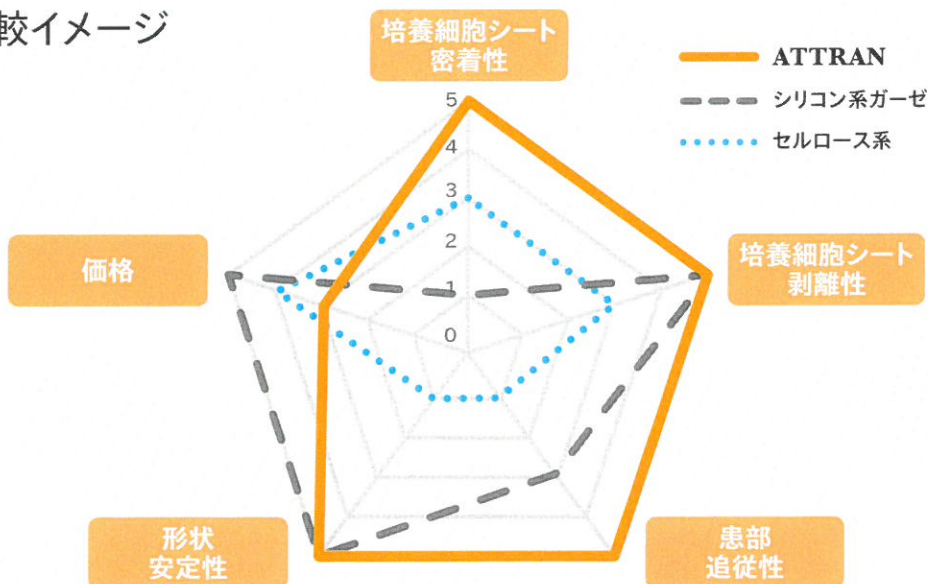 較イメージ
培養細胞シート
密着性
ATTRAN
シリコン系ガーゼ
セルロース系
5
4
3
2
1
0
価格
培養細胞シート
剥離性
形状
安定性
患部
追従性